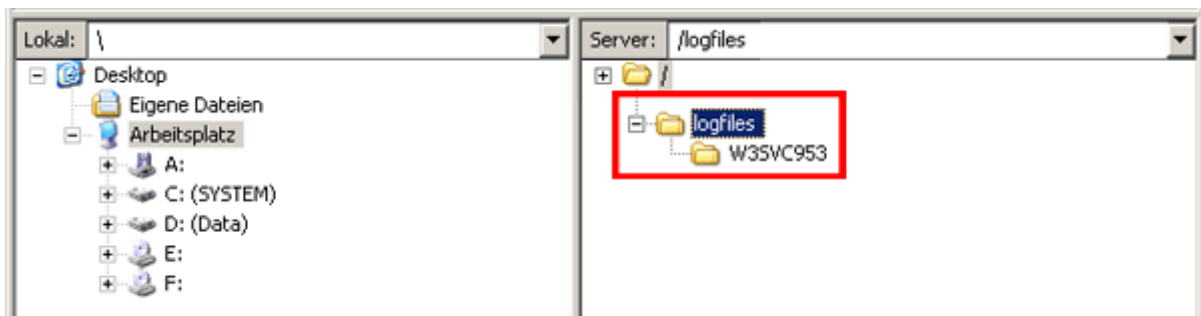 Lokal: \
Desktop
Eigene Dateien
Arbeitsplatz
A:
C: (SYSTEM)
D: (Data)
E:
F:
Server: /logfiles
/
logfiles
W3SVC953